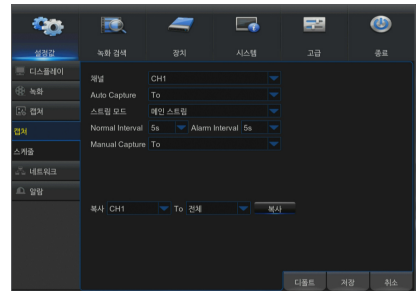 설정값 녹화 검색 장치 시스템 고급 종료
디스플레이
녹화
캡쳐
캡처
스케줄
네트워크
알람
채널 CH1
Auto Capture To
스트림 모드 메인 스트림
Normal Interval 5s Alarm Interval 5s
Manual Capture To
복사 CH1 To 전체 복사
디폴트 저장 취소